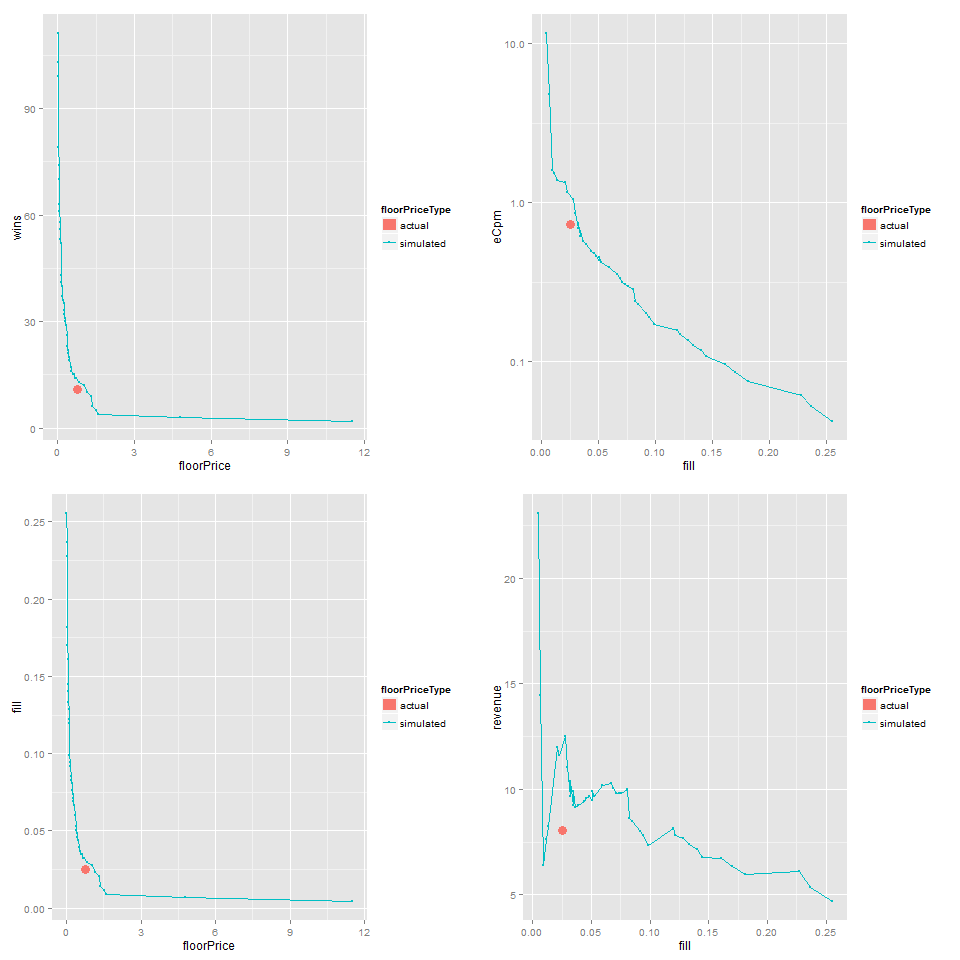 90
60
30
0
wins
0
3
6
9
12
floorPrice
floorPriceType
actual
simulated
10.0
1.0
0.1
eCpm
0.00
0.05
0.10
0.15
0.20
0.25
fill
floorPriceType
actual
simulated
0.25
0.20
0.15
0.10
0.05
0.00
fill
0
3
6
9
12
floorPrice
floorPriceType
actual
simulated
20
15
10
5
revenue
0.00
0.05
0.10
0.15
0.20
0.25
fill
floorPriceType
actual
simulated